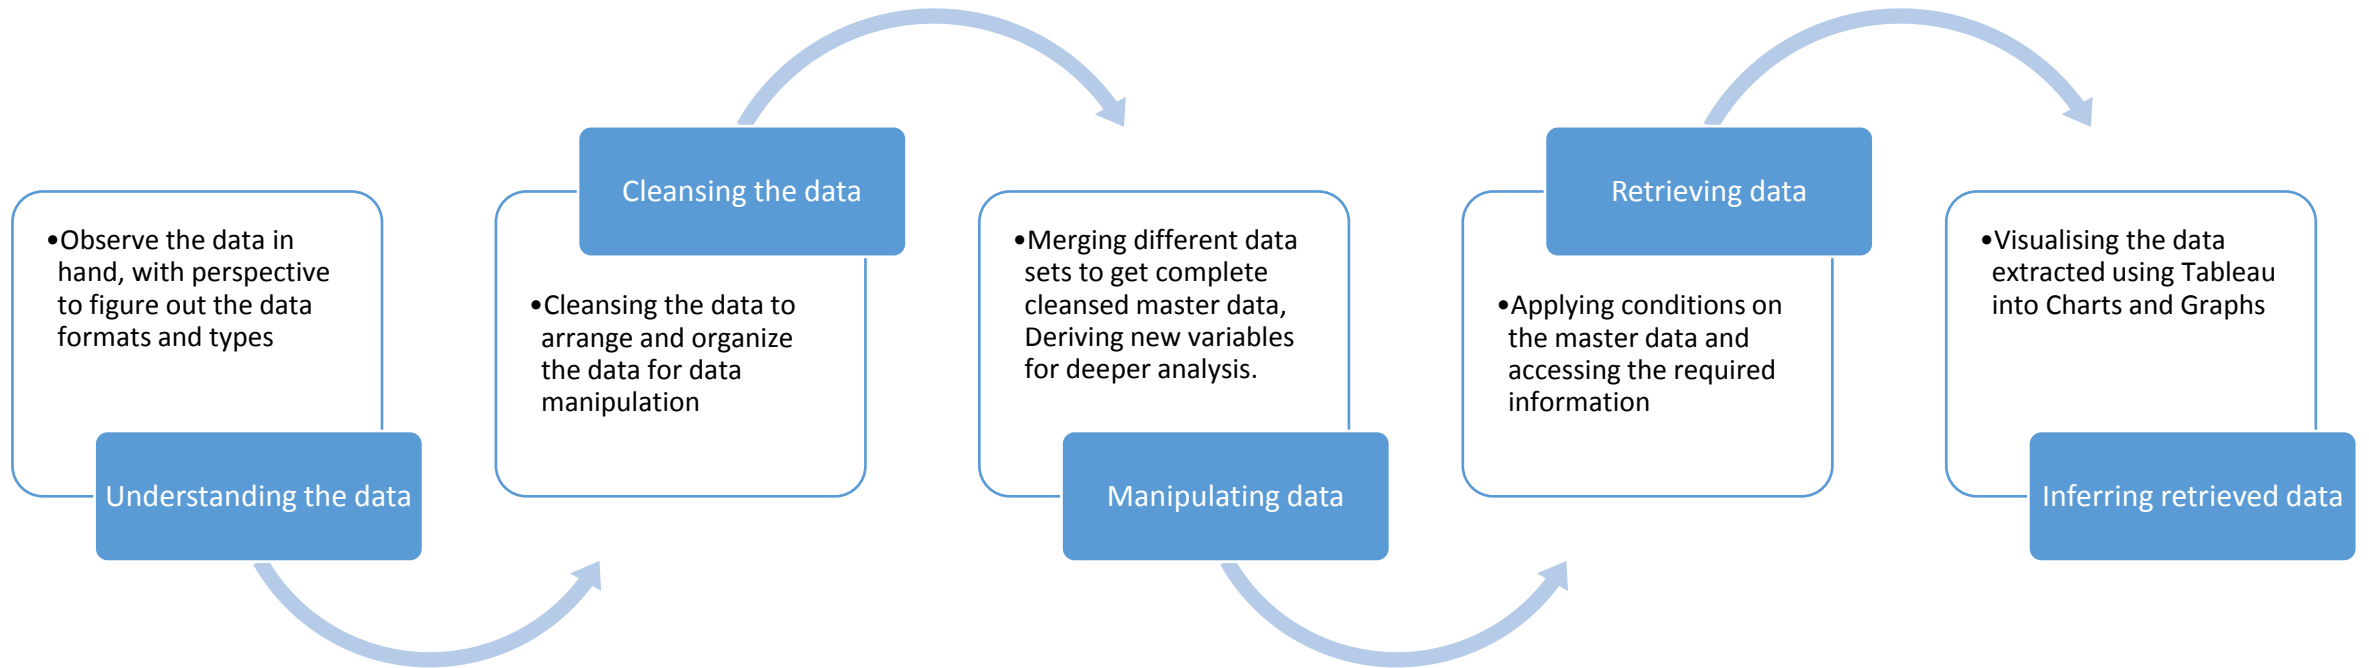 •Observe the data in
hand, with perspective
to figure out the data
formats and types
Understanding the data
Cleansing the data
•Cleansing the data to
arrange and organize
the data for data
manipulation
•Merging different data
sets to get complete
cleansed master data,
Deriving new variables
for deeper analysis.
Manipulating data
Retrieving data
•Applying conditions on
the master data and
accessing the required
information
•Visualising the data
extracted using Tableau
into Charts and Graphs
Inferring retrieved data